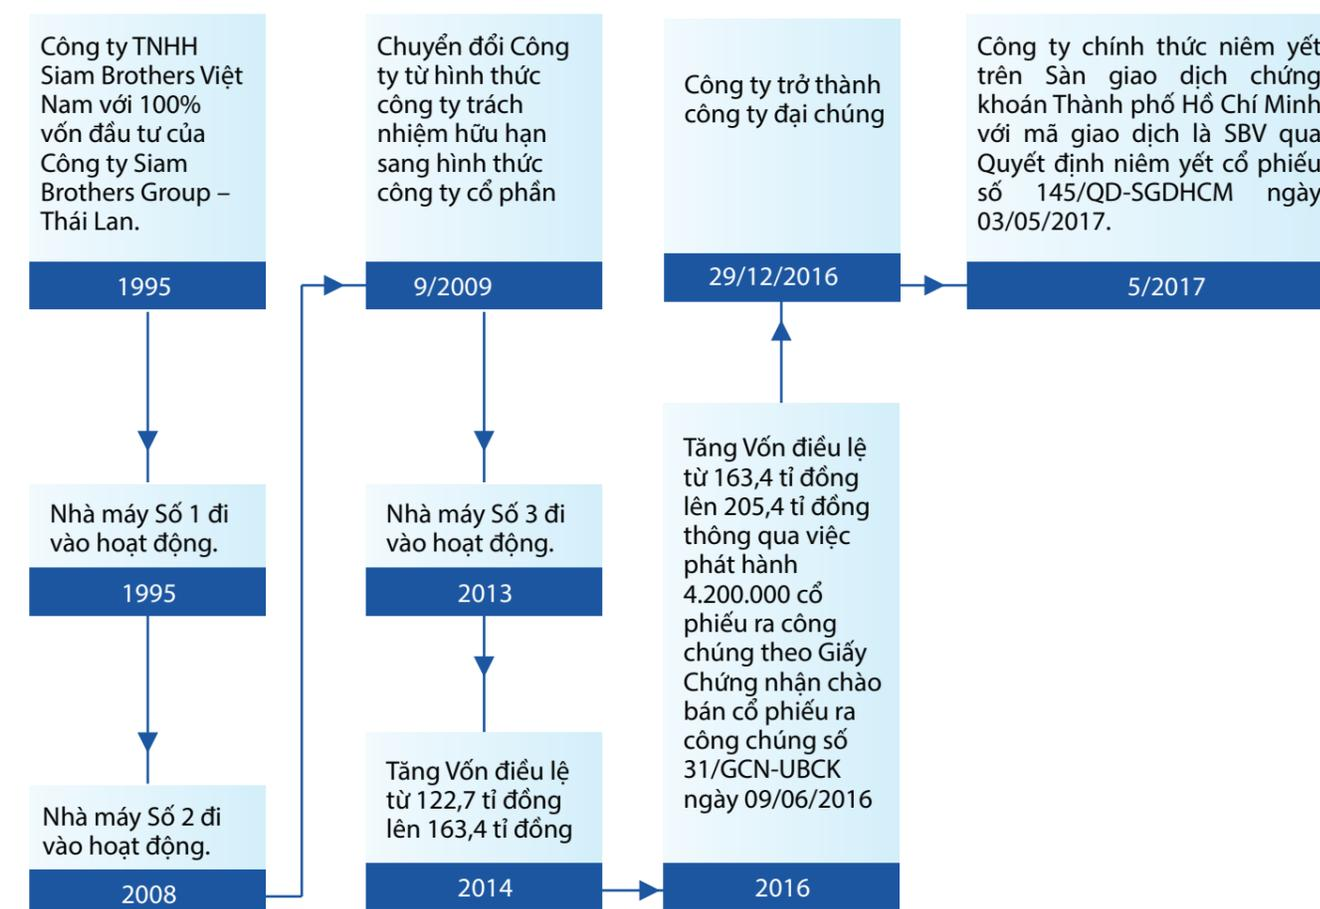 Công ty TNHH
Siam Brothers Việt
Nam với 100%
vốn đầu tư của
Công ty Siam
Brothers Group –
Thái Lan.
1995
Nhà máy Số 1 đi
vào hoạt động.
1995
Nhà máy Số 2 đi
vào hoạt động.
2008
Chuyển đổi Công
ty từ hình thức
công ty trách
nhiệm hữu hạn
sang hình thức
công ty cổ phần
9/2009
Nhà máy Số 3 đi
vào hoạt động.
2013
Tăng Vốn điều lệ
từ 122,7 tỉ đồng
lên 163,4 tỉ đồng
2014
Tăng Vốn điều lệ
từ 163,4 tỉ đồng
lên 205,4 tỉ đồng
thông qua việc
phát hành
4.200.000 cổ
phiếu ra công
chúng theo Giấy
Chứng nhận chào
bán cổ phiếu ra
công chúng số
31/GCN-UBCK
ngày 09/06/2016
2016
Công ty trở thành
công ty đại chúng
29/12/2016
Công ty chính thức niêm yết
trên Sàn giao dịch chứng
khoán Thành phố Hồ Chí Minh
với mã giao dịch là SBV qua
Quyết định niêm yết cổ phiếu
số 145/QD-SGDHCM ngày
03/05/2017.
5/2017